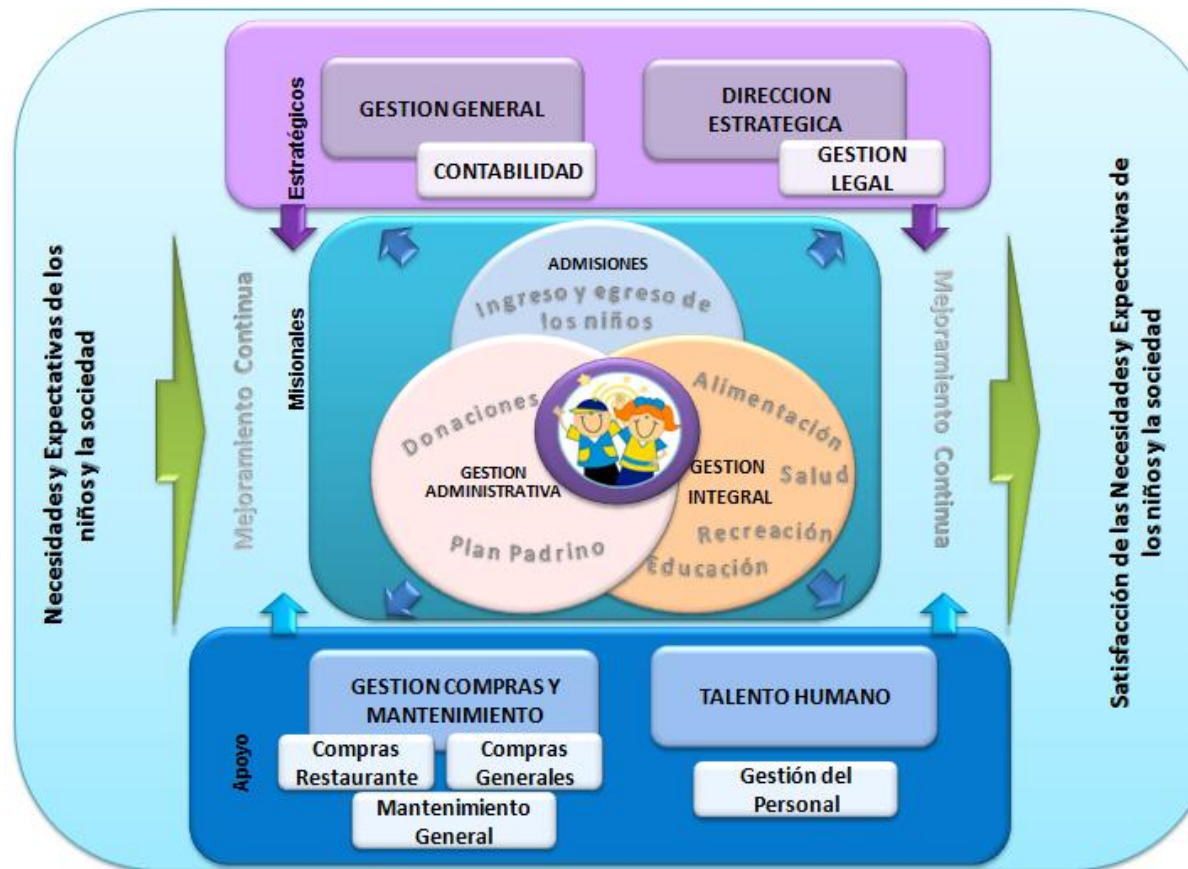 Necesidades y Expectativas de los
niños y la sociedad
Estratégicos
GESTION GENERAL
CONTABILIDAD
DIRECCION
ESTRATEGICA
GESTION
LEGAL
Mejoramiento Continua
Misionales
ADMISIONES
Ingreso y egreso de
los niños
Donaciones
GESTION
ADMINISTRATIVA
Plan Padrino
Alimentación
GESTION
INTEGRAL
Salud
Recreación
Educación
Mejoramiento Continua
Apoyo
GESTION COMPRAS Y
MANTENIMIENTO
Compras
Restaurante
Compras
Generales
Mantenimiento
General
TALENTO HUMANO
Gestión del
Personal
Satisfacción de las Necesidades y Expectativas de
los niños y la sociedad